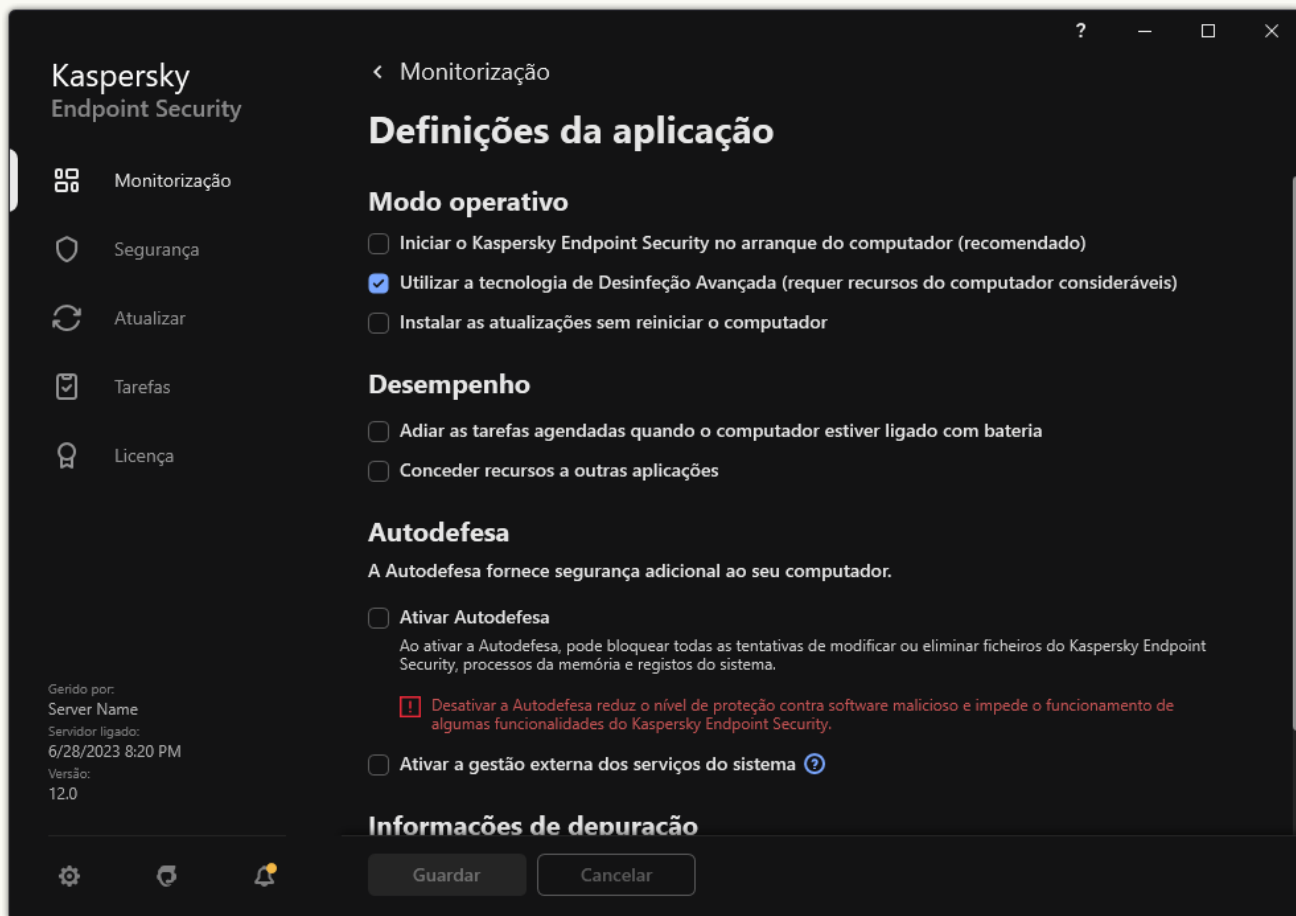 Kaspersky
Endpoint Security
Monitorização
Segurança
Atualizar
Tarefas
Licença
Gerido por:
Server Name
Servidor ligado:
6/28/2023 8:20 PM
Versão:
12.0
?
Monitorização
Definições da aplicação
Modo operativo
Iniciar o Kaspersky Endpoint Security no arranque do computador (recomendado)
Utilizar a tecnologia de Desinfeção Avançada (requer recursos do computador consideráveis)
Instalar as atualizações sem reiniciar o computador
Desempenho
Adiar as tarefas agendadas quando o computador estiver ligado com bateria
Conceder recursos a outras aplicações
Autodefesa
A Autodefesa fornece segurança adicional ao seu computador.
Ativar Autodefesa
Ao ativar a Autodefesa, pode bloquear todas as tentativas de modificar ou eliminar ficheiros do Kaspersky Endpoint
Security, processos da memória e registos do sistema.
! Desativar a Autodefesa reduz o nível de proteção contra software malicioso e impede o funcionamento de
algumas funcionalidades do Kaspersky Endpoint Security.
Ativar a gestão externa dos serviços do sistema ?
Informações de depuração
Guardar
Cancelar